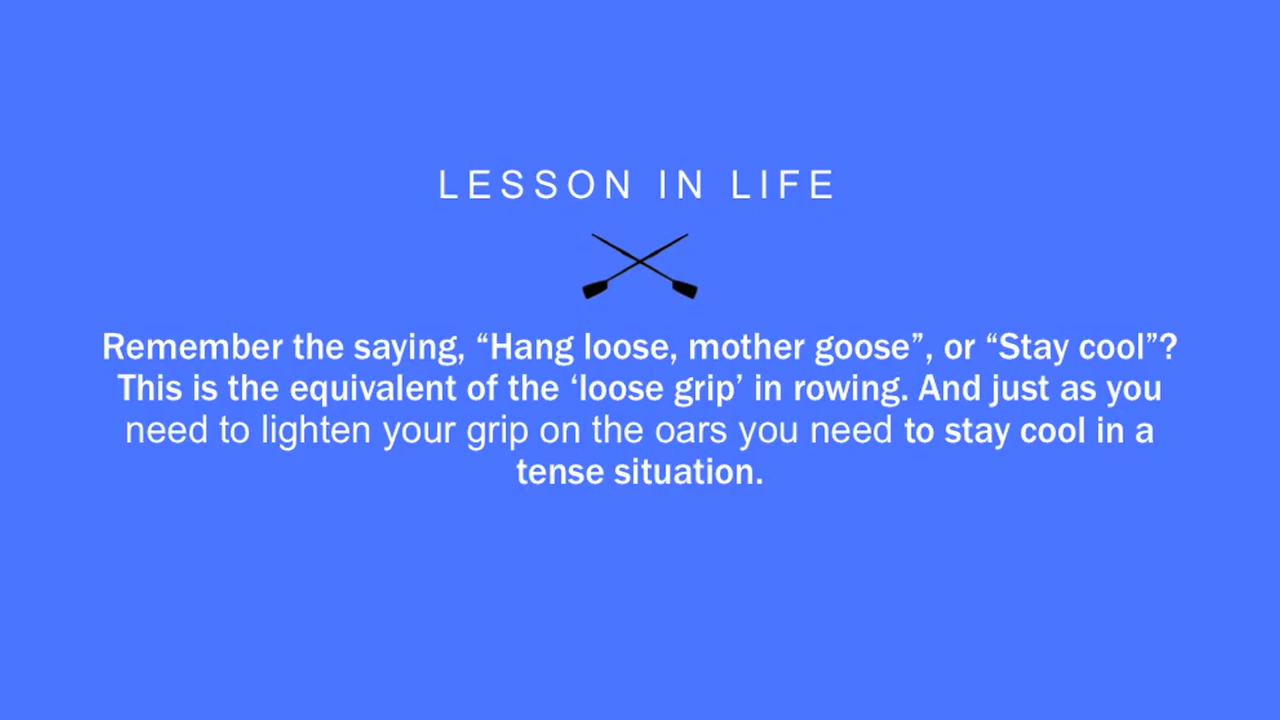 LESSON IN LIFE
Remember the saying, “Hang loose, mother goose”, or “Stay cool”?
This is the equivalent of the ‘loose grip’ in rowing. And just as you
need to lighten your grip on the oars you need to stay cool in a
tense situation.